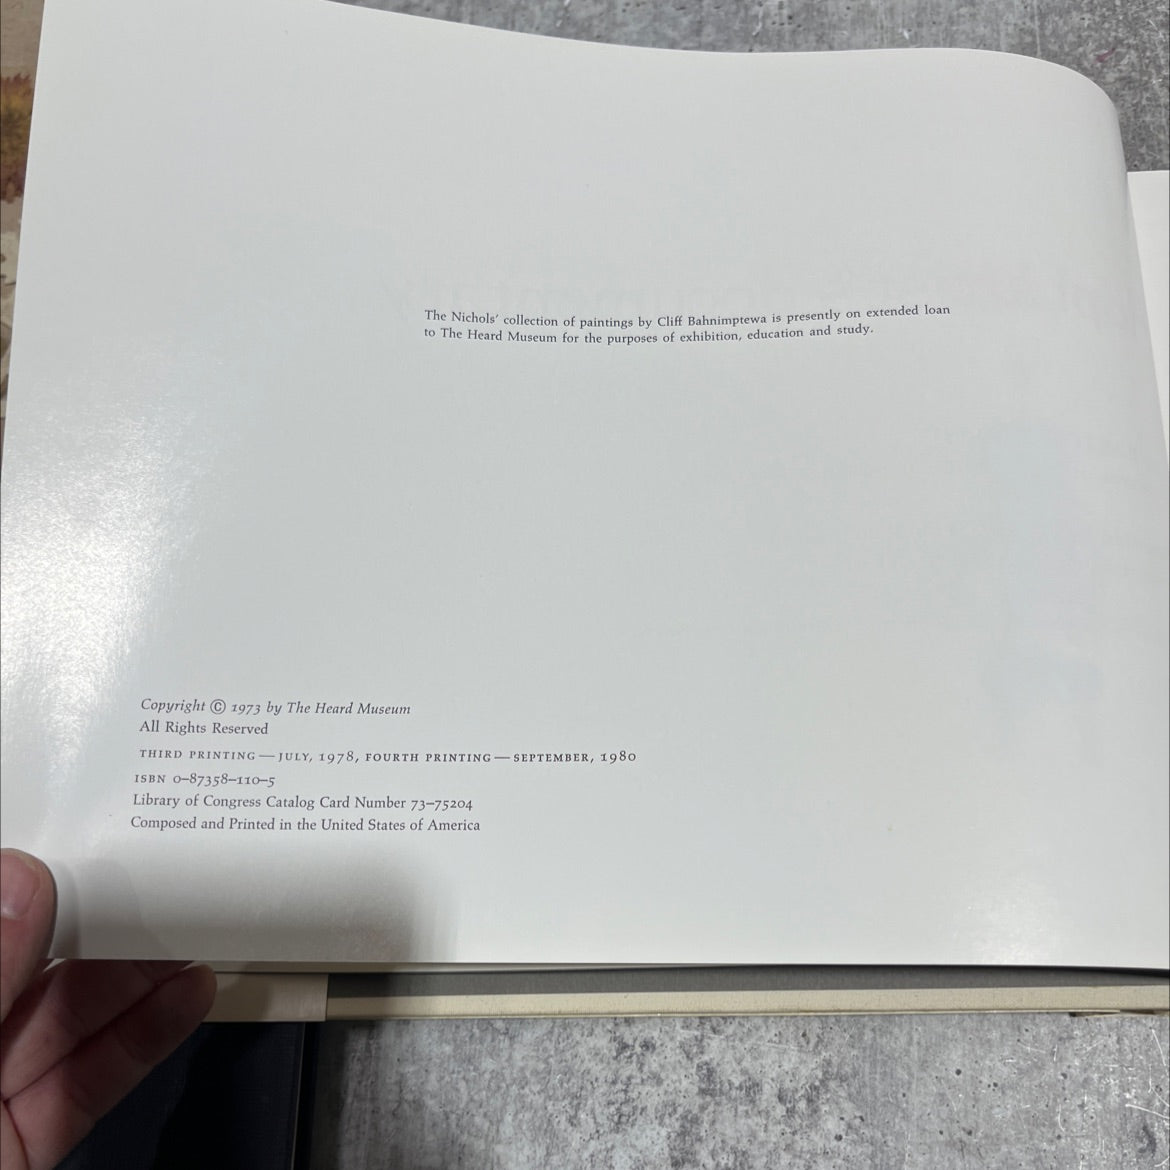 The Nichols' collection of paintings by Cliff Bahnimptewa is presently on extended loan
to The Heard Museum for the purposes of exhibition, education and study.
Copyright © 1973 by The Heard Museum
All Rights Reserved
THIRD PRINTING — JULY, 1978, FOURTH PRINTING — SEPTEMBER, 1980
ISBN 0–87358–110–5
Library of Congress Catalog Card Number 73–75204
Composed and Printed in the United States of America